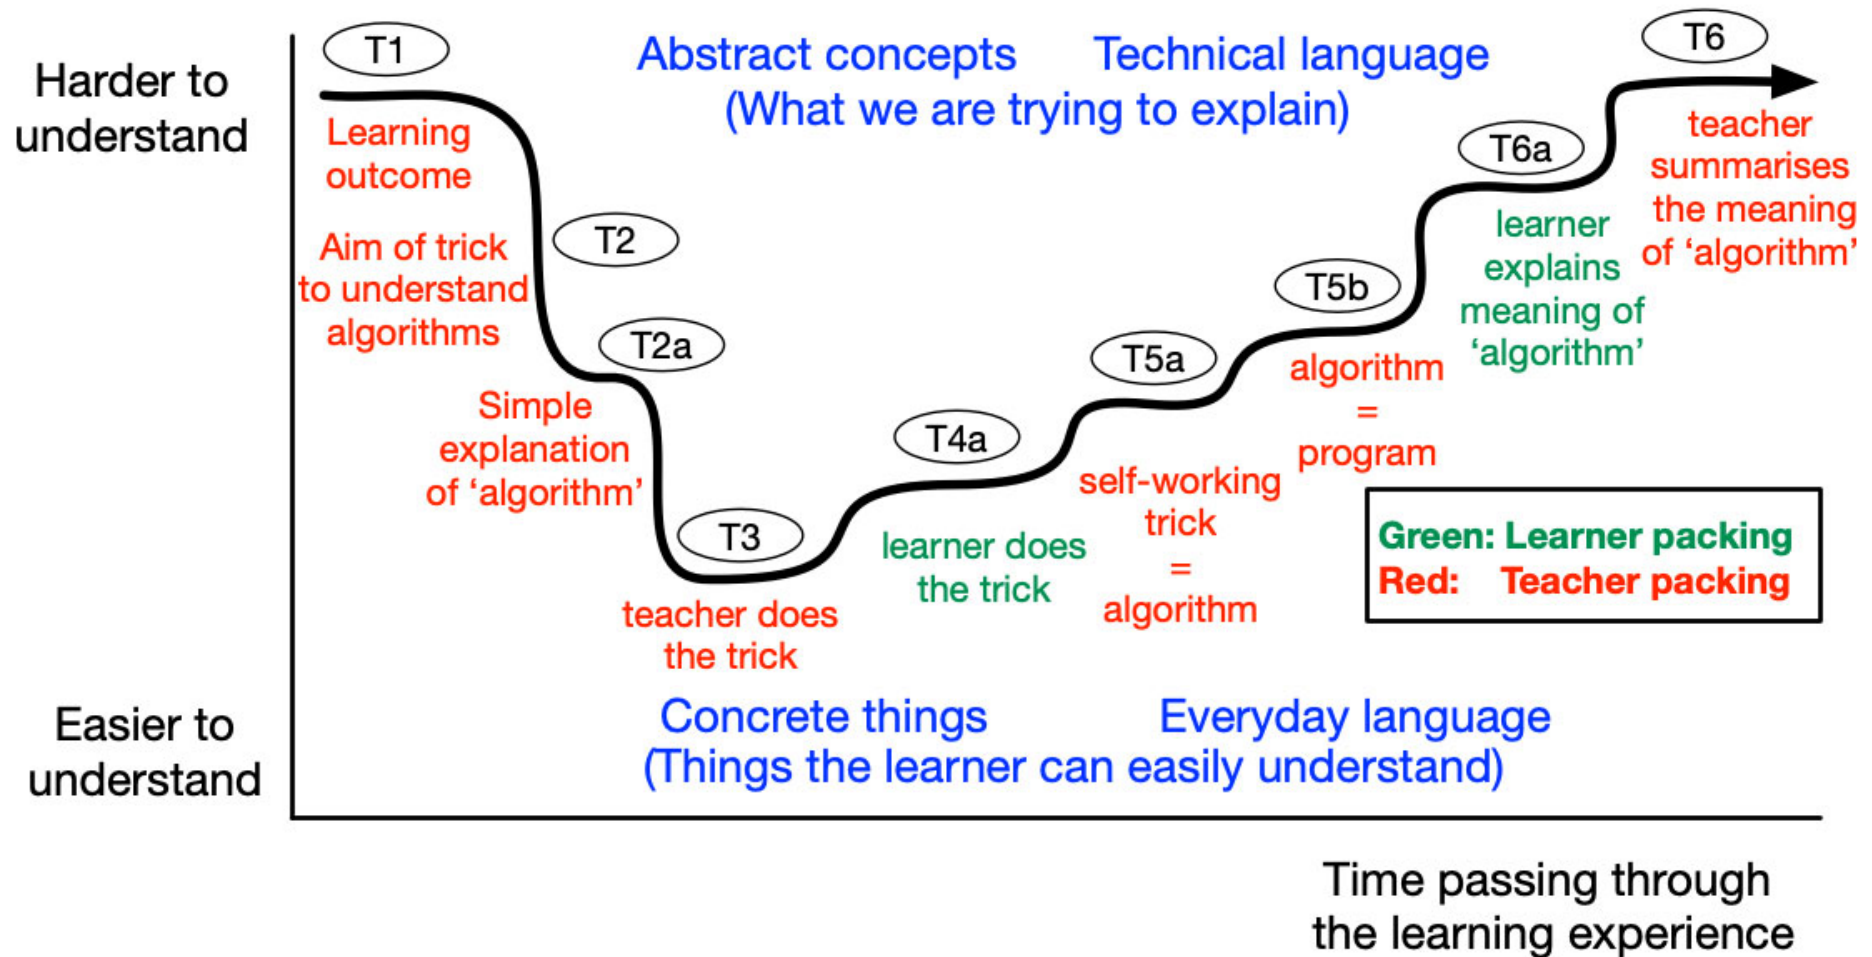 Harder to
understand
T1
Learning
outcome
Aim of trick
to understand
algorithms
T2
T2a
Simple
explanation
of ‘algorithm’
T3
teacher does
the trick
T4a
learner does
the trick
T5a
self-working
trick
=
algorithm
T5b
algorithm
=
program
T6a
learner
explains
meaning of
‘algorithm’
T6
teacher
summarises
the meaning
of ‘algorithm’
Abstract concepts Technical language
(What we are trying to explain)
Green: Learner packing
Red: Teacher packing
Concrete things Everyday language
(Things the learner can easily understand)
Easier to
understand
Time passing through
the learning experience